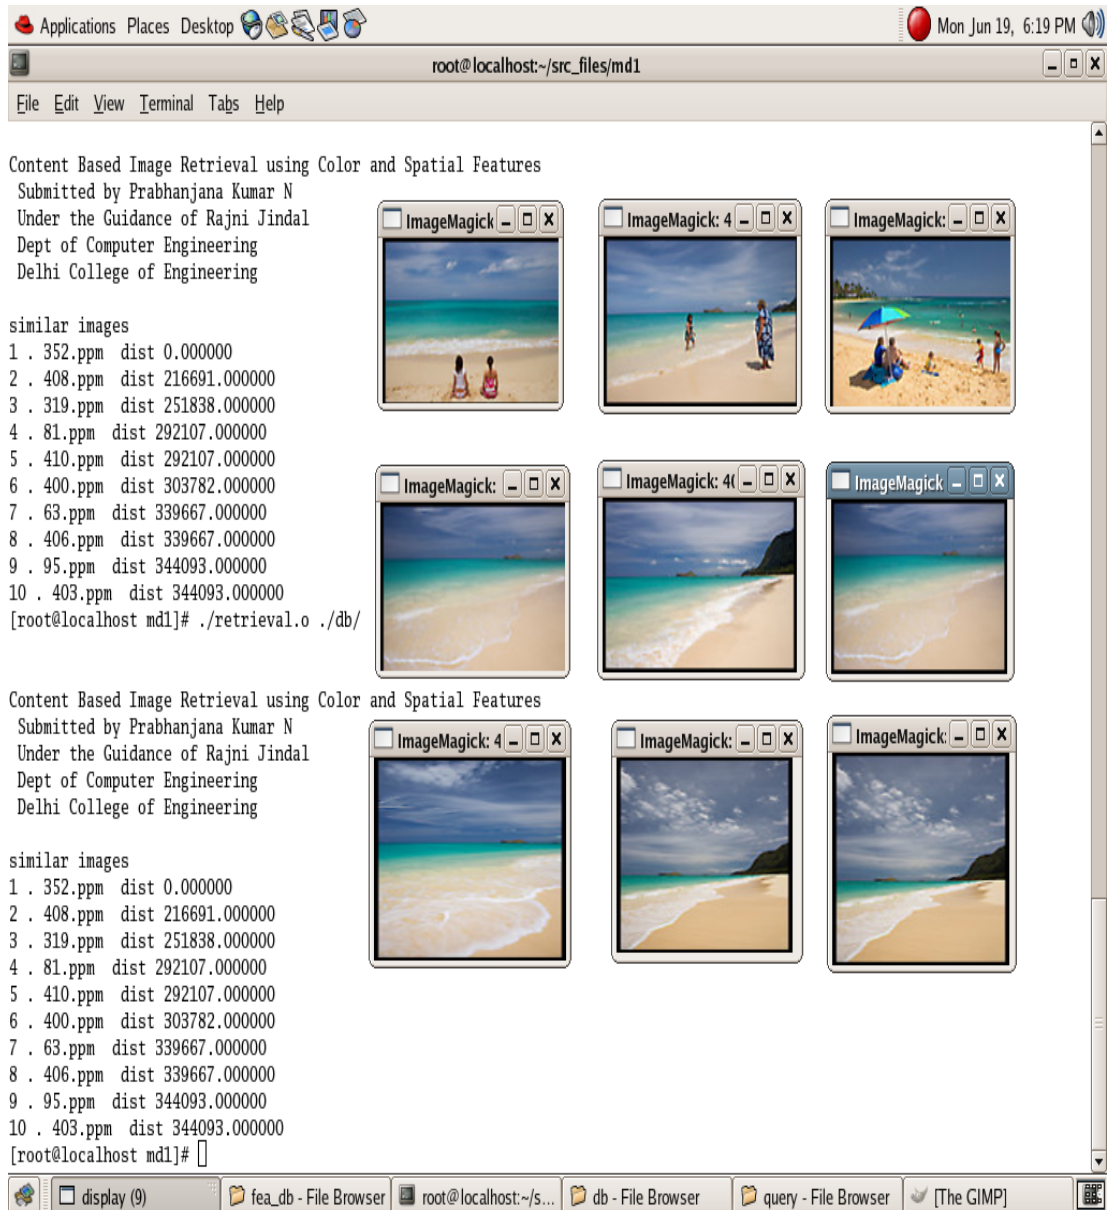 Applications Places Desktop Mon Jun 19, 6:19 PM
root@localhost:~/src_files/md1
File Edit View Terminal Tabs Help
Content Based Image Retrieval using Color and Spatial Features
Submitted by Prabhanjana Kumar N
Under the Guidance of Rajni Jindal
Dept of Computer Engineering
Delhi College of Engineering
similar images
1 . 352.ppm dist 0.000000
2 . 408.ppm dist 216691.000000
3 . 319.ppm dist 251838.000000
4 . 81.ppm dist 292107.000000
5 . 410.ppm dist 292107.000000
6 . 400.ppm dist 303782.000000
7 . 63.ppm dist 339667.000000
8 . 406.ppm dist 339667.000000
9 . 95.ppm dist 344093.000000
10 . 403.ppm dist 344093.000000
[root@localhost md1]# ./retrieval.o ./db/
ImageMagick
ImageMagick: 4
ImageMagick:
ImageMagick:
ImageMagick: 4(
ImageMagick
ImageMagick: 4
ImageMagick:
ImageMagick:
Content Based Image Retrieval using Color and Spatial Features
Submitted by Prabhanjana Kumar N
Under the Guidance of Rajni Jindal
Dept of Computer Engineering
Delhi College of Engineering
similar images
1 . 352.ppm dist 0.000000
2 . 408.ppm dist 216691.000000
3 . 319.ppm dist 251838.000000
4 . 81.ppm dist 292107.000000
5 . 410.ppm dist 292107.000000
6 . 400.ppm dist 303782.000000
7 . 63.ppm dist 339667.000000
8 . 406.ppm dist 339667.000000
9 . 95.ppm dist 344093.000000
10 . 403.ppm dist 344093.000000
[root@localhost md1]#
display (9) fea_db - File Browser root@localhost:~/s... db - File Browser query - File Browser [The GIMP]